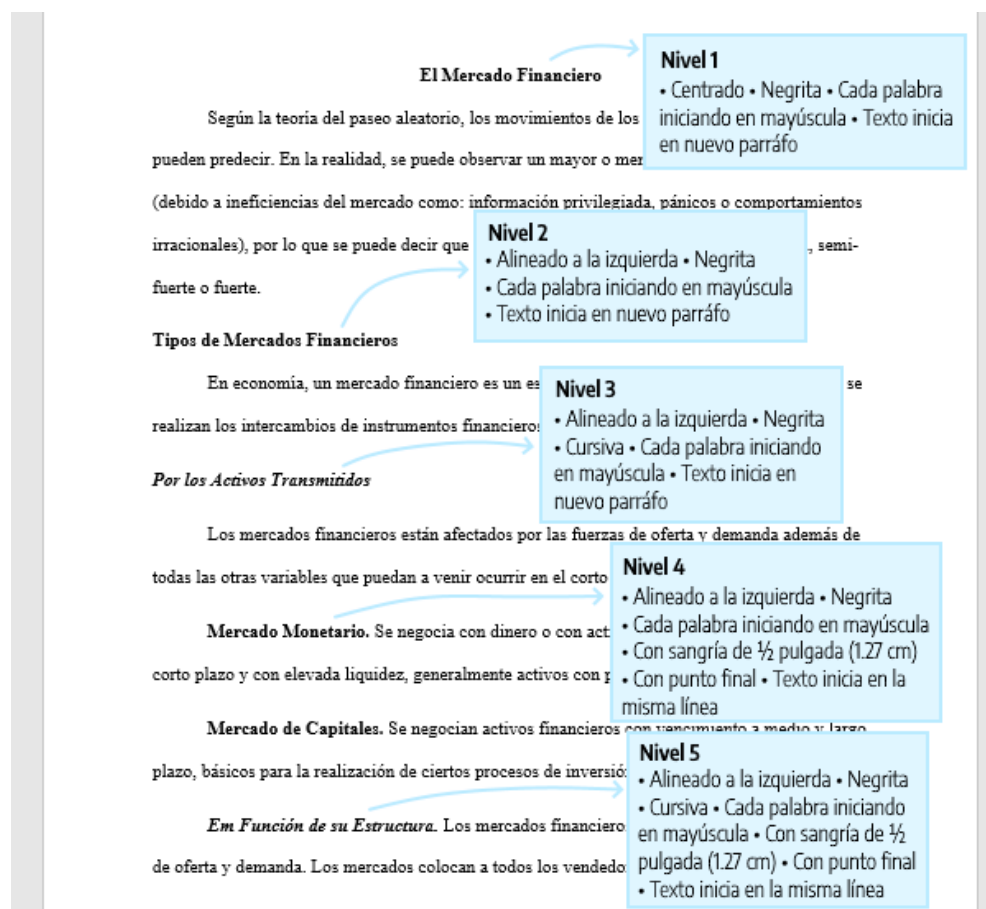 El Mercado Financiero
Nivel 1
• Centrado • Negrita • Cada palabra
iniciando en mayúscula • Texto inicia
en nuevo parráfo
Según la teoría del paseo aleatorio, los movimientos de los
pueden predecir. En la realidad, se puede observar un mayor o
(debido a ineficiencias del mercado como: información privilegiada, pánicos o comportamientos
irracionales), por lo que se puede decir que
, semi-
fuerte o fuerte.
Nivel 2
• Alineado a la izquierda • Negrita
• Cada palabra iniciando en mayúscula
• Texto inicia en nuevo parráfo
Tipos de Mercados Financieros
En economía, un mercado financiero es un
se
realizan los intercambios de instrumentos
Nivel 3
• Alineado a la izquierda • Negrita
• Cursiva • Cada palabra iniciando
en mayúscula • Texto inicia en
nuevo parráfo
Por los Activos Transmitidos
Los mercados financieros están afectados por las fuerzas de oferta y demanda además de
todas las otras variables que puedan a venir ocurrir en el corto
Nivel 4
• Alineado a la izquierda • Negrita
• Cada palabra iniciando en mayúscula
• Con sangría de ½ pulgada (1.27 cm)
• Con punto final • Texto inicia en la
misma línea
Mercado Monetario. Se negocia con dinero o con
corto plazo y con elevada liquidez, generalmente activos con
Mercado de Capitales. Se negocian activos financieros con vencimiento a medio y largo
plazo, básicos para la realización de ciertos procesos de
Nivel 5
• Alineado a la izquierda • Negrita
• Cursiva • Cada palabra iniciando
en mayúscula • Con sangría de ½
pulgada (1.27 cm) • Con punto final
• Texto inicia en la misma línea
Em Función de su Estructura. Los mercados
de oferta y demanda. Los mercados colocan a todos los